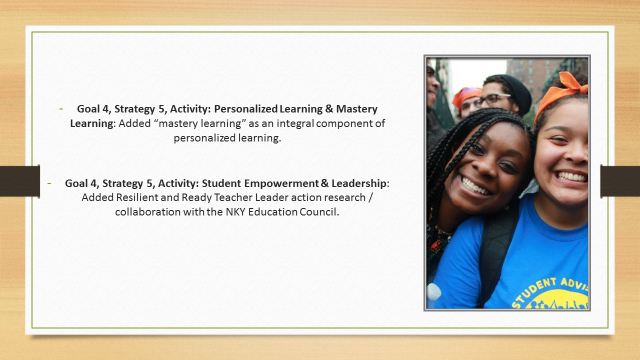 - Goal 4, Strategy 5, Activity: Personalized Learning & Mastery
Learning: Added “mastery learning” as an integral component of
personalized learning.
- Goal 4, Strategy 5, Activity: Student Empowerment & Leadership:
Added Resilient and Ready Teacher Leader action research /
collaboration with the NKY Education Council.
STUDENT